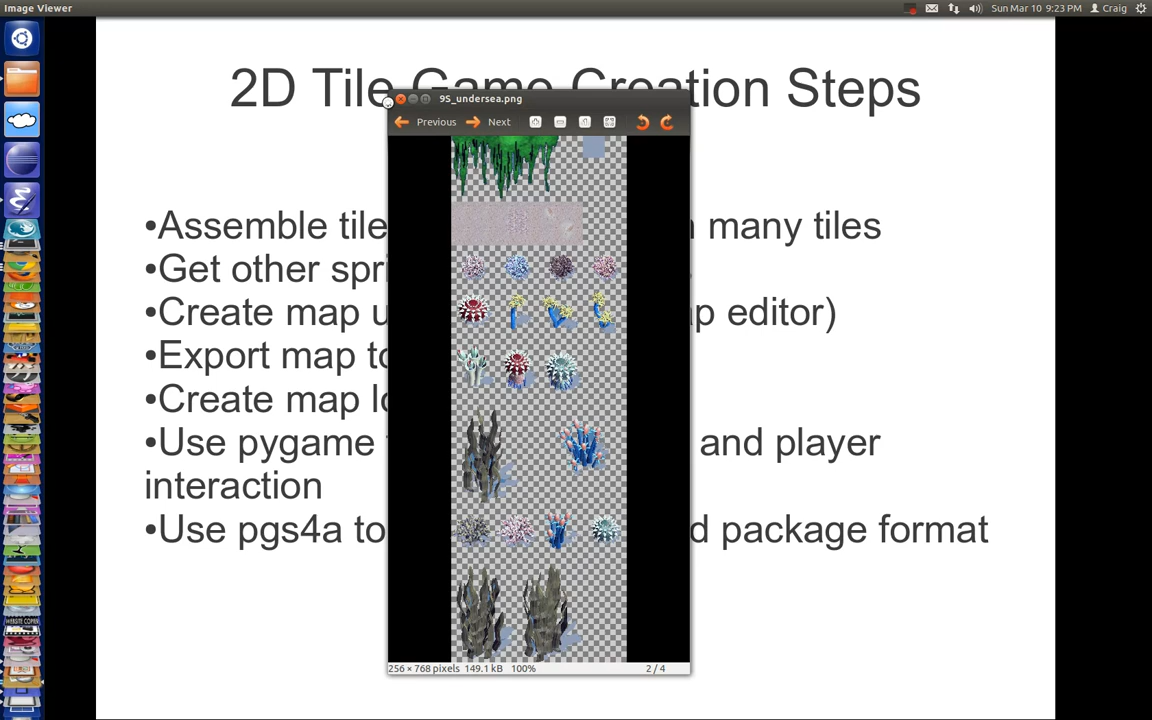 Image Viewer
Sun Mar 10 9:23 PM Craig
2D Tile Game Creation Steps
9S_undersea.png
Previous Next
•Assemble tile many tiles
•Get other spri
•Create map u p editor)
•Export map to
•Create map lo
•Use pygame and player
interaction
•Use pgs4a to d package format
256 × 768 pixels 149.1 kB 100% 2 / 4